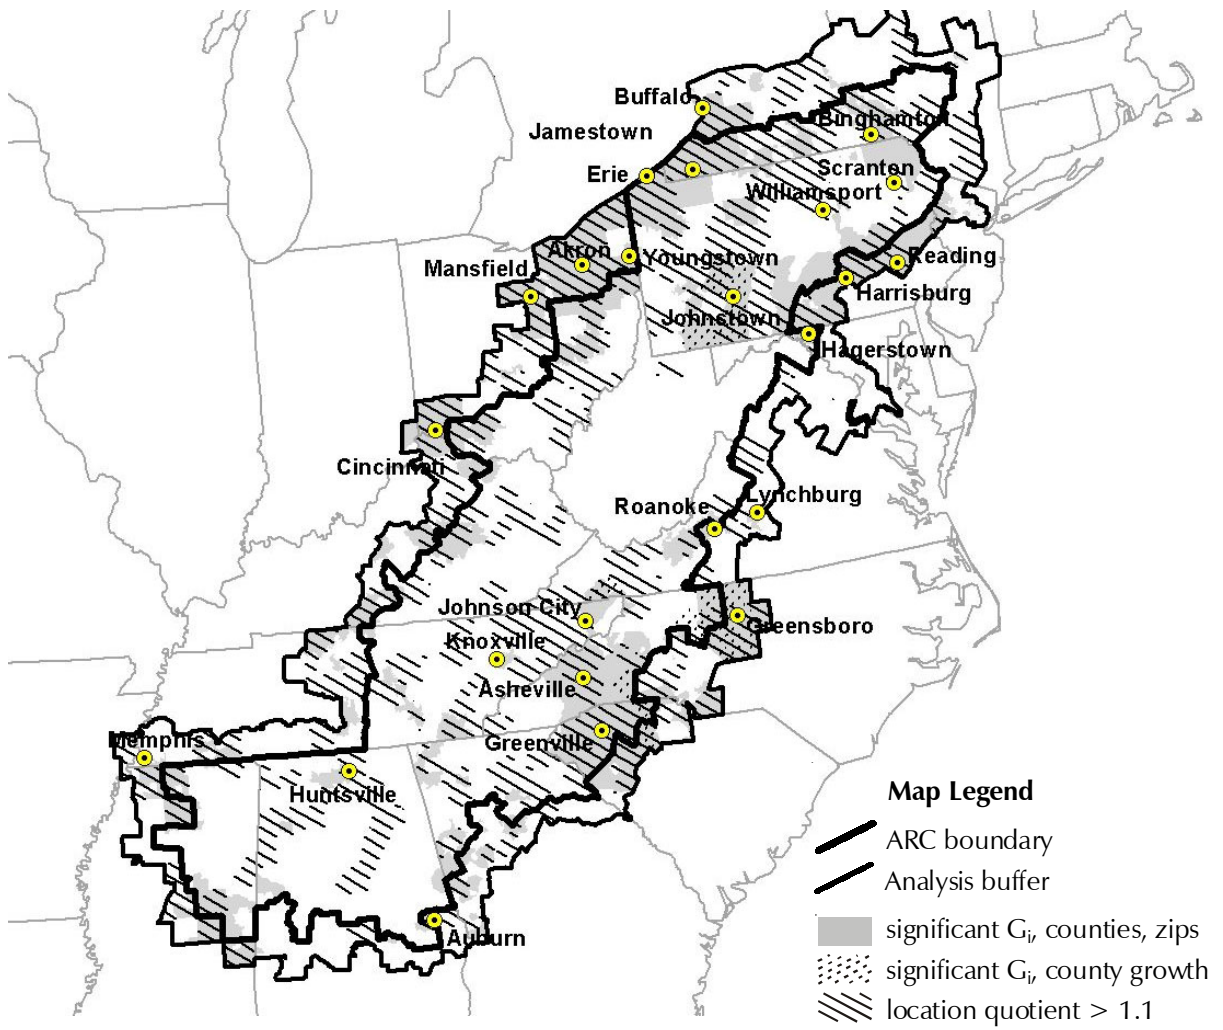 Buffalo
Jamestown
Binghamton
Erie
Scranton
Williamsport
Akron
Youngstown
Reading
Mansfield
Harrisburg
Johnstown
Hagerstown
Cincinnati
Lynchburg
Roanoke
Johnson City
Greensboro
Knoxville
Asheville
Memphis
Greenville
Huntsville
Auburn
Map Legend
ARC boundary
Analysis buffer
significant Gi, counties, zips
significant Gi, county growth
location quotient > 1.1